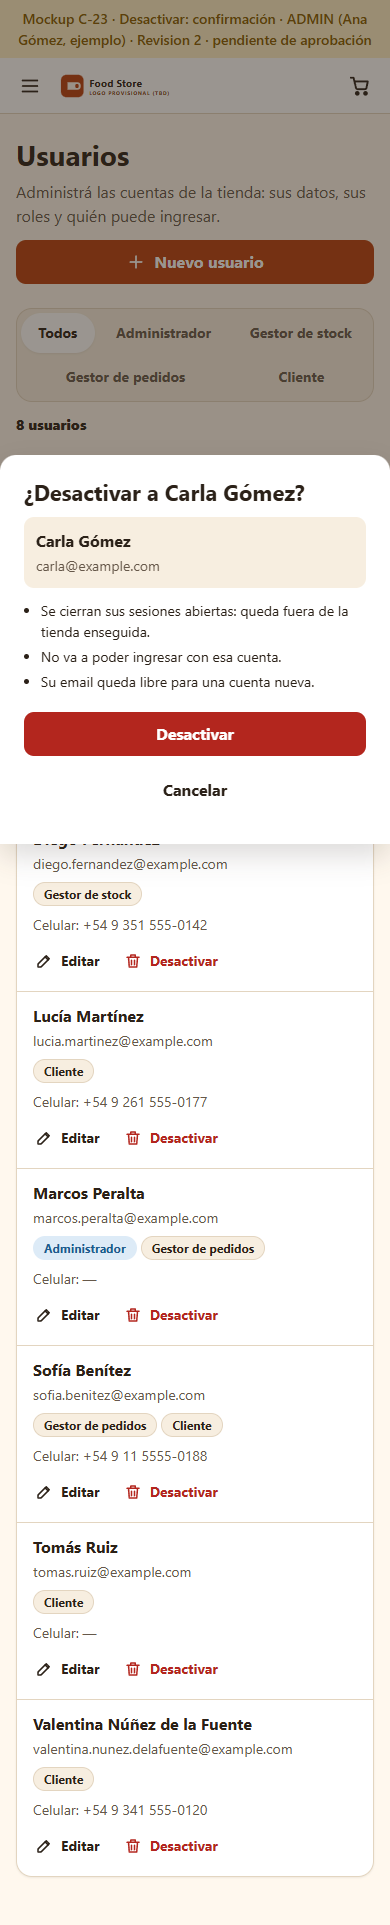 Mockup C-23 · Desactivar: confirmación · ADMIN (Ana
Gómez, ejemplo) · Revision 2 · pendiente de aprobación
Food Store
LOGO PROVISIONAL (TBD)
Usuarios
Administrá las cuentas de la tienda: sus datos, sus
roles y quién puede ingresar.
Nuevo usuario
Todos
Administrador
Gestor de stock
Gestor de pedidos
Cliente
8 usuarios
¿Desactivar a Carla Gómez?
Carla Gómez
carla@example.com
Se cierran sus sesiones abiertas: queda fuera de la
tienda enseguida.
No va a poder ingresar con esa cuenta.
Su email queda libre para una cuenta nueva.
Desactivar
Cancelar
diego.fernandez@example.com
Gestor de stock
Celular: +54 9 351 555-0142
Editar
Desactivar
Lucía Martínez
lucia.martinez@example.com
Cliente
Celular: +54 9 261 555-0177
Editar
Desactivar
Marcos Peralta
marcos.peralta@example.com
Administrador
Gestor de pedidos
Celular: —
Editar
Desactivar
Sofía Benítez
sofia.benitez@example.com
Gestor de pedidos
Cliente
Celular: +54 9 11 5555-0188
Editar
Desactivar
Tomás Ruiz
tomas.ruiz@example.com
Cliente
Celular: —
Editar
Desactivar
Valentina Núñez de la Fuente
valentina.nunez.delafuente@example.com
Cliente
Celular: +54 9 341 555-0120
Editar
Desactivar